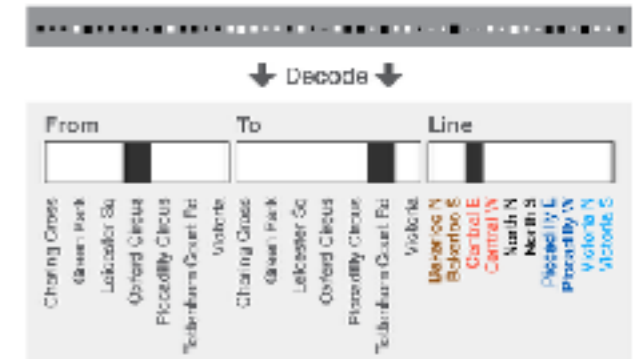 Decode
From To Line
Charing Cross
Green Park
Leicester Sq
Oxford Circus
Piccadilly Circus
Tottenham Court Rd
Victoria
Charing Cross
Green Park
Leicester Sq
Oxford Circus
Piccadilly Circus
Tottenham Court Rd
Victoria
Bakerloo N
Bakerloo S
Central E
Central W
North N
North S
Piccadilly E
Piccadilly W
Victoria N
Victoria S